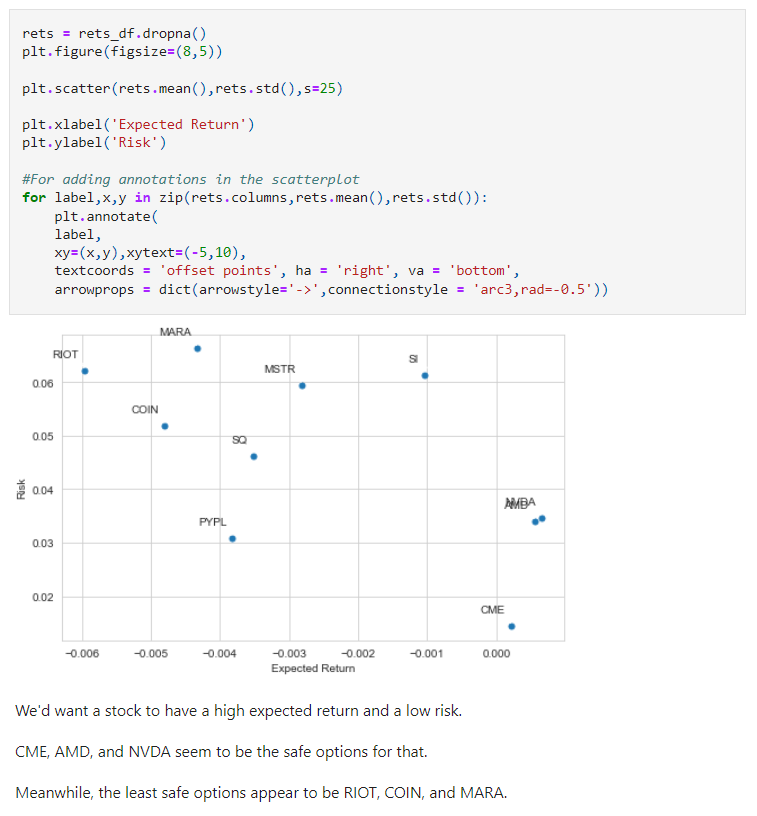 rets = rets_df.dropna()
plt.figure(figsize=(8,5))
plt.scatter(rets.mean(),rets.std(),s=25)
plt.xlabel('Expected Return')
plt.ylabel('Risk')
#For adding annotations in the scatterplot
for label,x,y in zip(rets.columns,rets.mean(),rets.std()):
    plt.annotate(
    label,
    xy=(x,y),xytext=(-5,10),
    textcoords = 'offset points', ha = 'right', va = 'bottom',
    arrowprops = dict(arrowstyle='->',connectionstyle = 'arc3,rad=-0.5'))
MARA
RIOT
SI
MSTR
0.06
COIN
0.05
SQ
Risk
0.04
NVDA
AMD
PYPL
0.03
0.02
CME
-0.006 -0.005 -0.004 -0.003 -0.002 -0.001 0.000
Expected Return
We'd want a stock to have a high expected return and a low risk.
CME, AMD, and NVDA seem to be the safe options for that.
Meanwhile, the least safe options appear to be RIOT, COIN, and MARA.